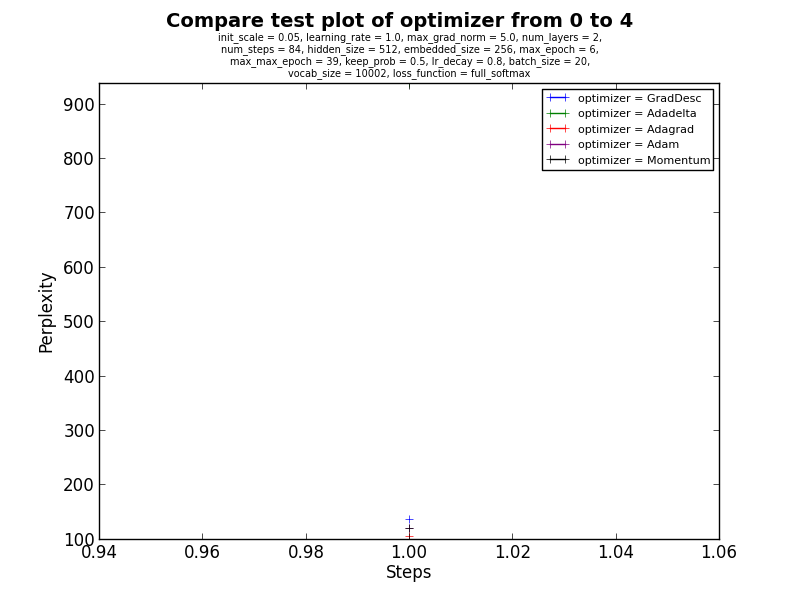 Compare test plot of optimizer from 0 to 4
init_scale = 0.05, learning_rate = 1.0, max_grad_norm = 5.0, num_layers = 2,
num_steps = 84, hidden_size = 512, embedded_size = 256, max_epoch = 6,
max_max_epoch = 39, keep_prob = 0.5, lr_decay = 0.8, batch_size = 20,
vocab_size = 10002, loss_function = full_softmax
optimizer = GradDesc
optimizer = Adadelta
optimizer = Adagrad
optimizer = Adam
optimizer = Momentum
900
800
700
600
500
400
300
200
100
Perplexity
0.94 0.96 0.98 1.00 1.02 1.04 1.06
Steps